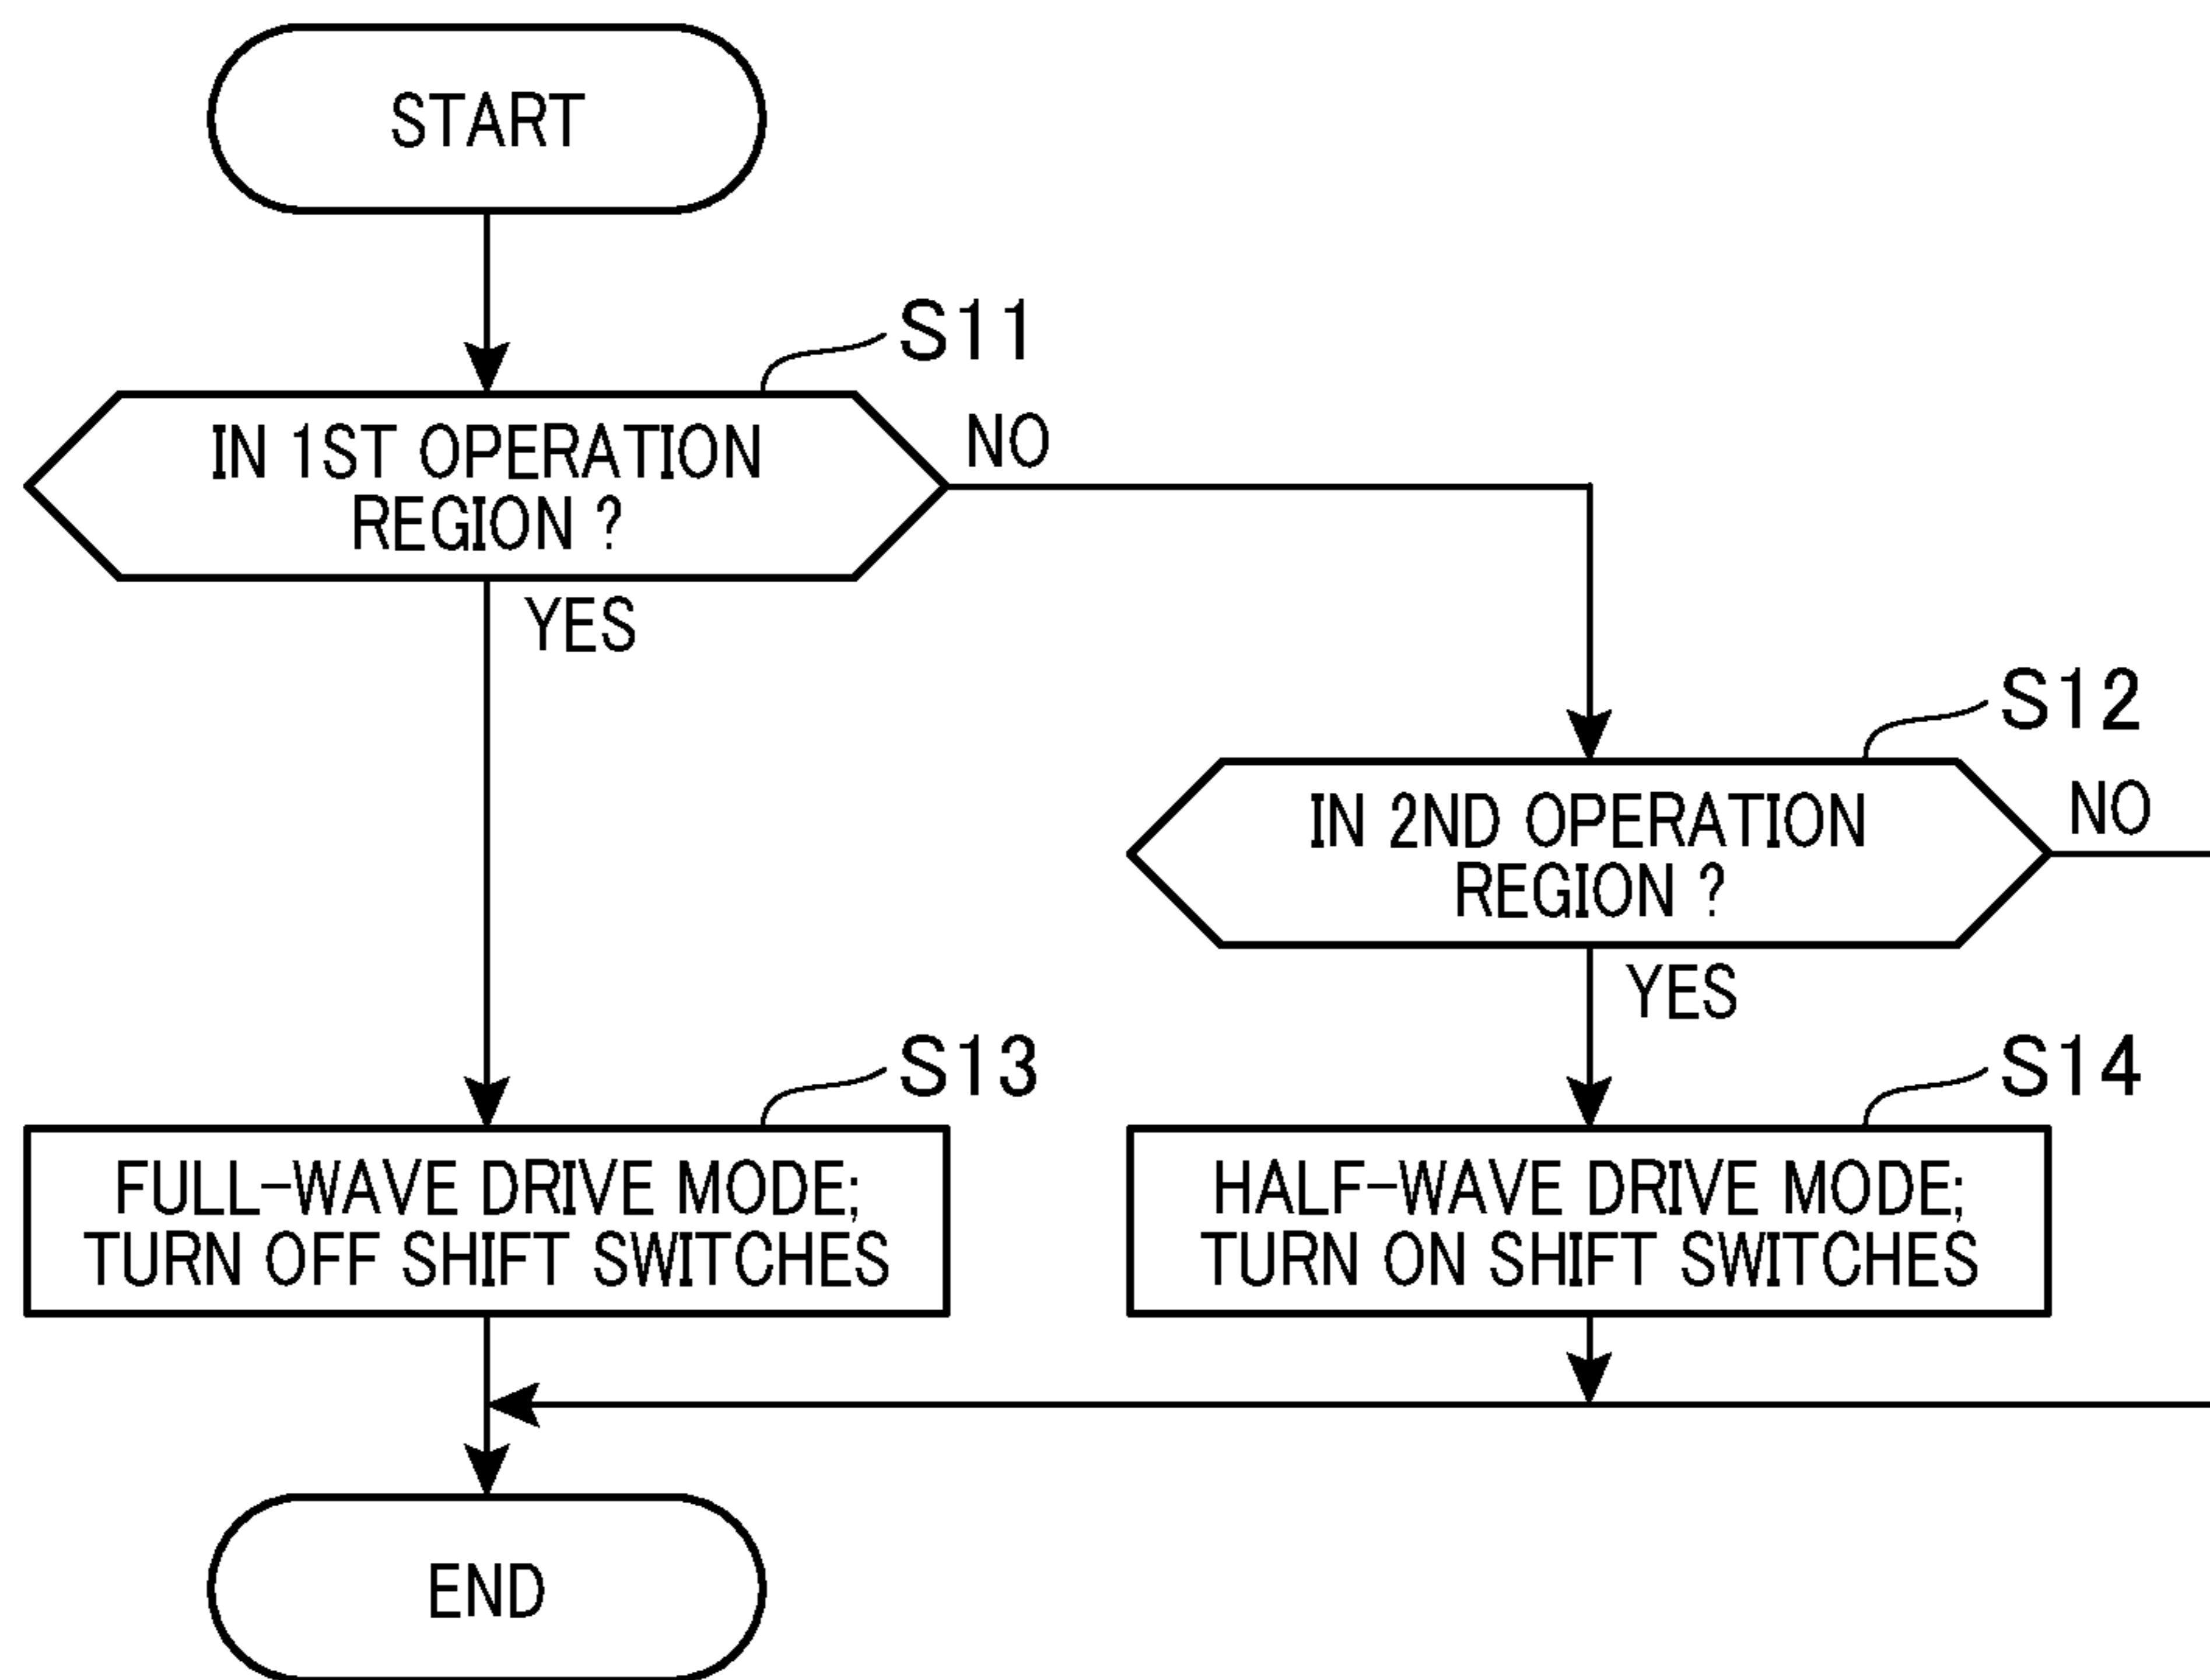 START
S11
IN 1ST OPERATION
REGION ?
NO
YES
S12
IN 2ND OPERATION
REGION ?
NO
YES
S13
FULL-WAVE DRIVE MODE;
TURN OFF SHIFT SWITCHES
S14
HALF-WAVE DRIVE MODE;
TURN ON SHIFT SWITCHES
END